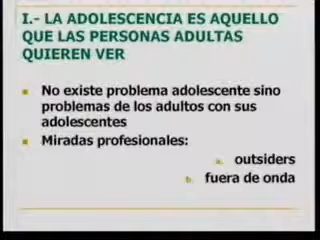 I.- LA ADOLESCENCIA ES AQUELLO
QUE LAS PERSONAS ADULTAS
QUIEREN VER
No existe problema adolescente sino
problemas de los adultos con sus
adolescentes
Miradas profesionales:
a. outsiders
b. fuera de onda